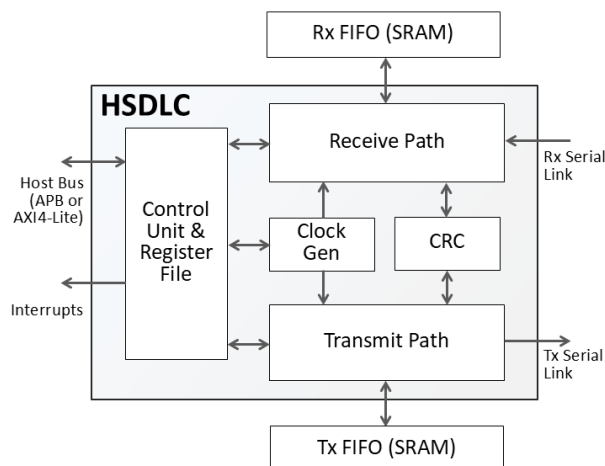 Rx FIFO (SRAM)
HSDLC
Receive Path
Rx Serial
Link
Host Bus
(APB or
AXI4-Lite)
Control
Unit &
Register
File
Clock
Gen
CRC
Interrupts
Transmit Path
Tx Serial
Link
Tx FIFO (SRAM)